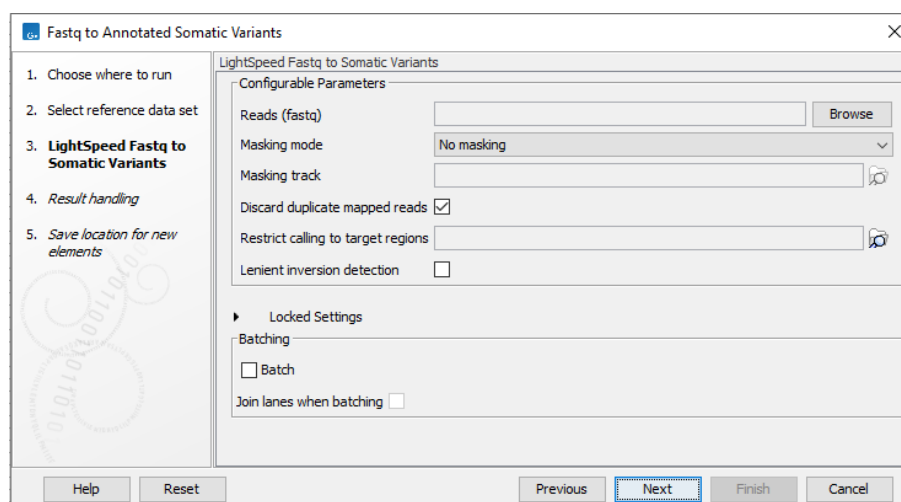 Fastq to Annotated Somatic Variants
1. Choose where to run
2. Select reference data set
3. LightSpeed Fastq to
Somatic Variants
4. Result handling
5. Save location for new
elements
LightSpeed Fastq to Somatic Variants
Configurable Parameters
Reads (fastq)
Browse
Masking mode
No masking
Masking track
Discard duplicate mapped reads
Restrict calling to target regions
Lenient inversion detection
Locked Settings
Batching
Batch
Join lanes when batching
Help
Reset
Previous
Next
Finish
Cancel